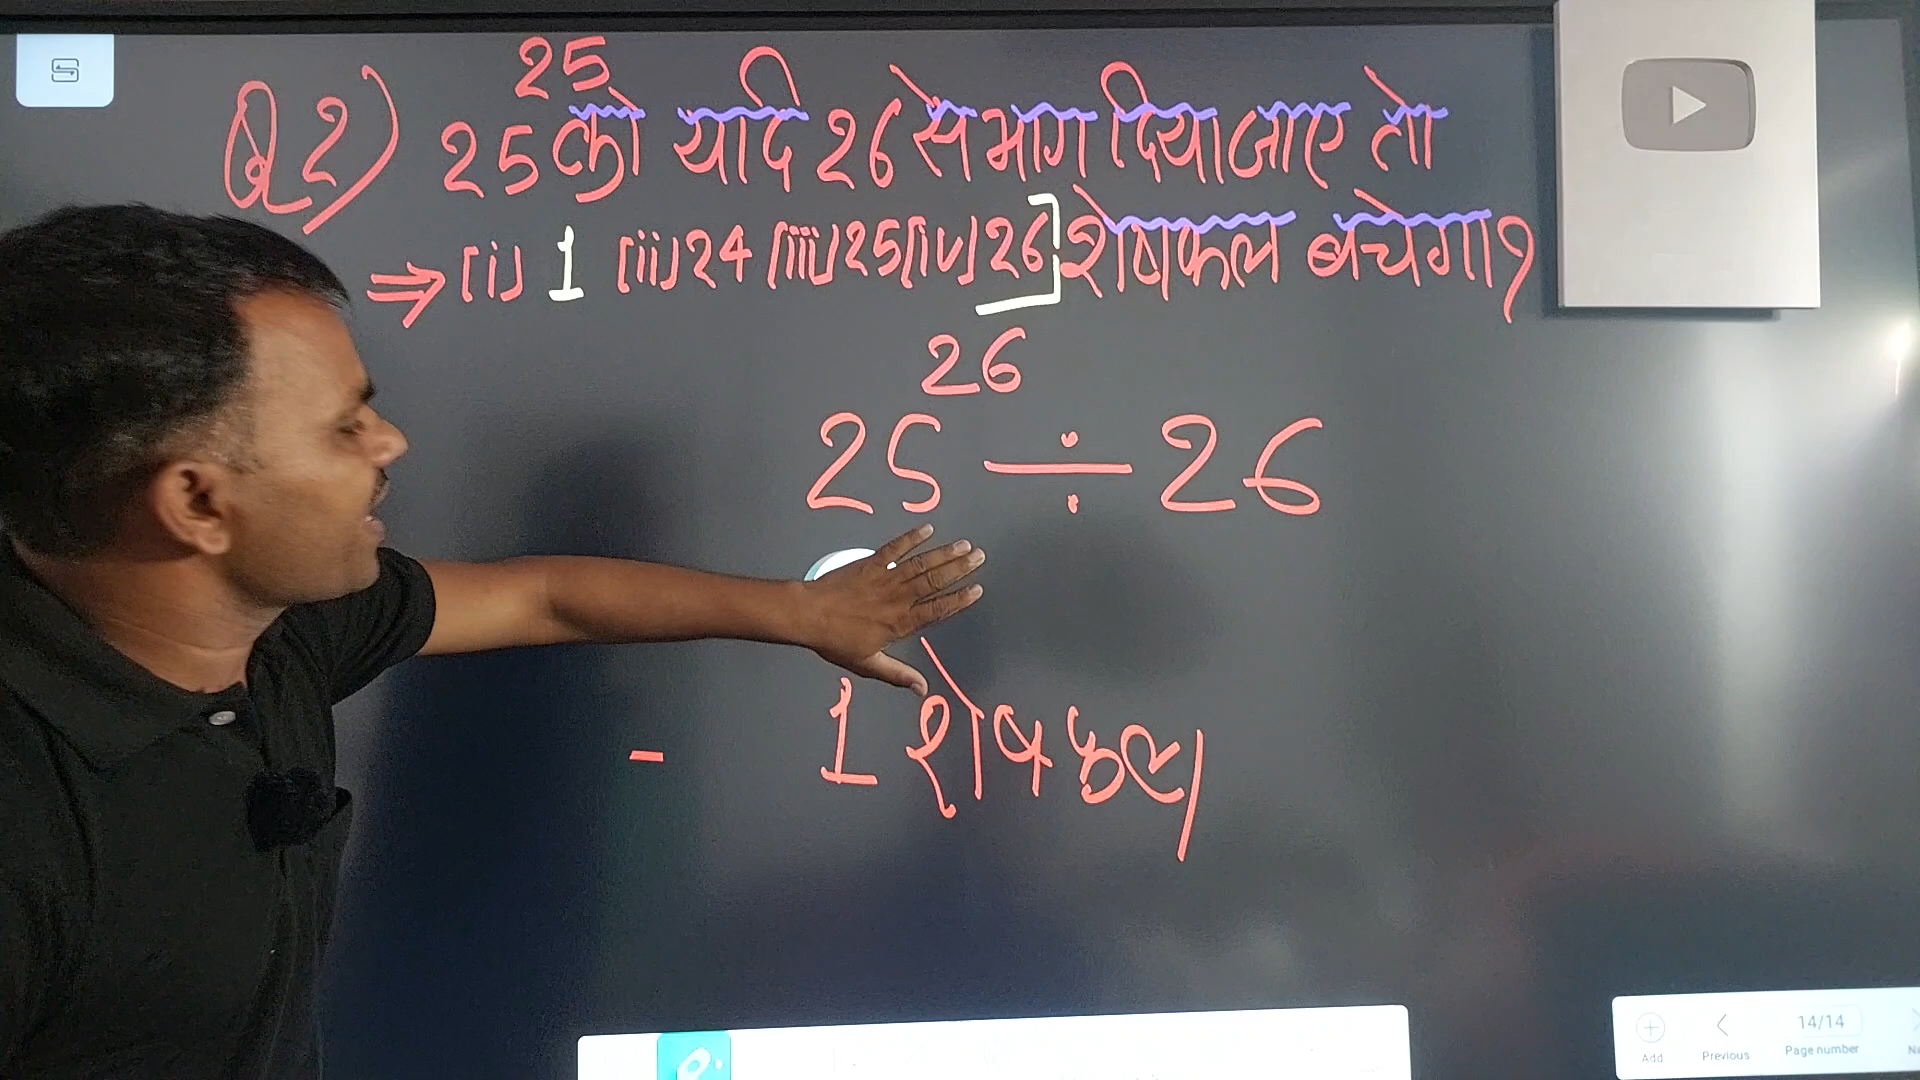 25
Q2) 25 को यदि 26 से भाग दिया जाए तो
⇒ (i) 1 (ii) 24 (iii) 25 (iv) 26] शेषफल बचेगा?
26
25 ÷ 26
- 1 शेषफल
14/14
Add Previous Page number